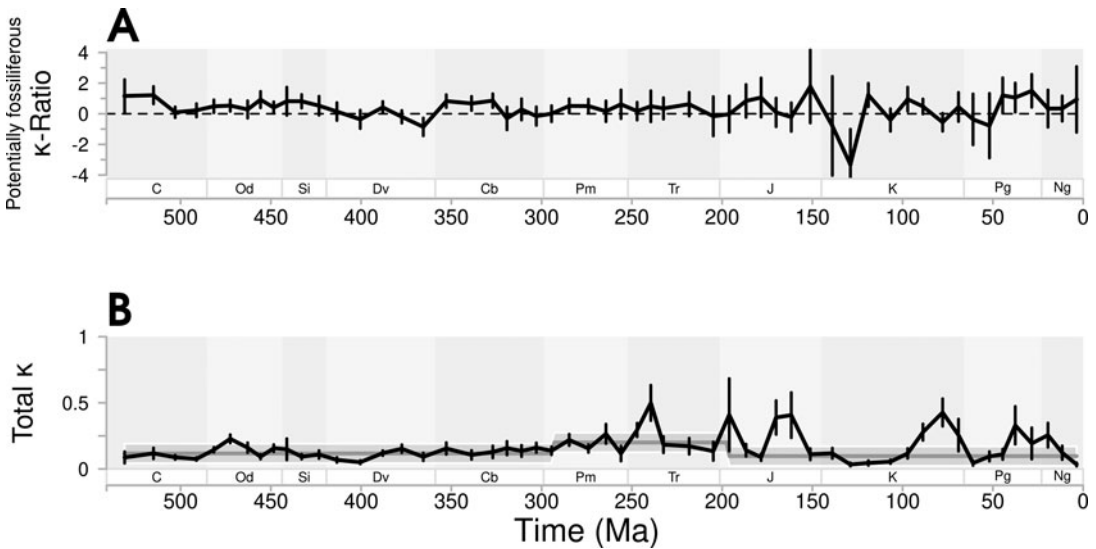 A
Potentially fossiliferous
κ-Ratio
4
2
0
-2
-4
C Od Si Dv Cb Pm Tr J K Pg Ng
500 450 400 350 300 250 200 150 100 50 0
B
Total κ
1
0.5
0
C Od Si Dv Cb Pm Tr J K Pg Ng
500 450 400 350 300 250 200 150 100 50 0
Time (Ma)